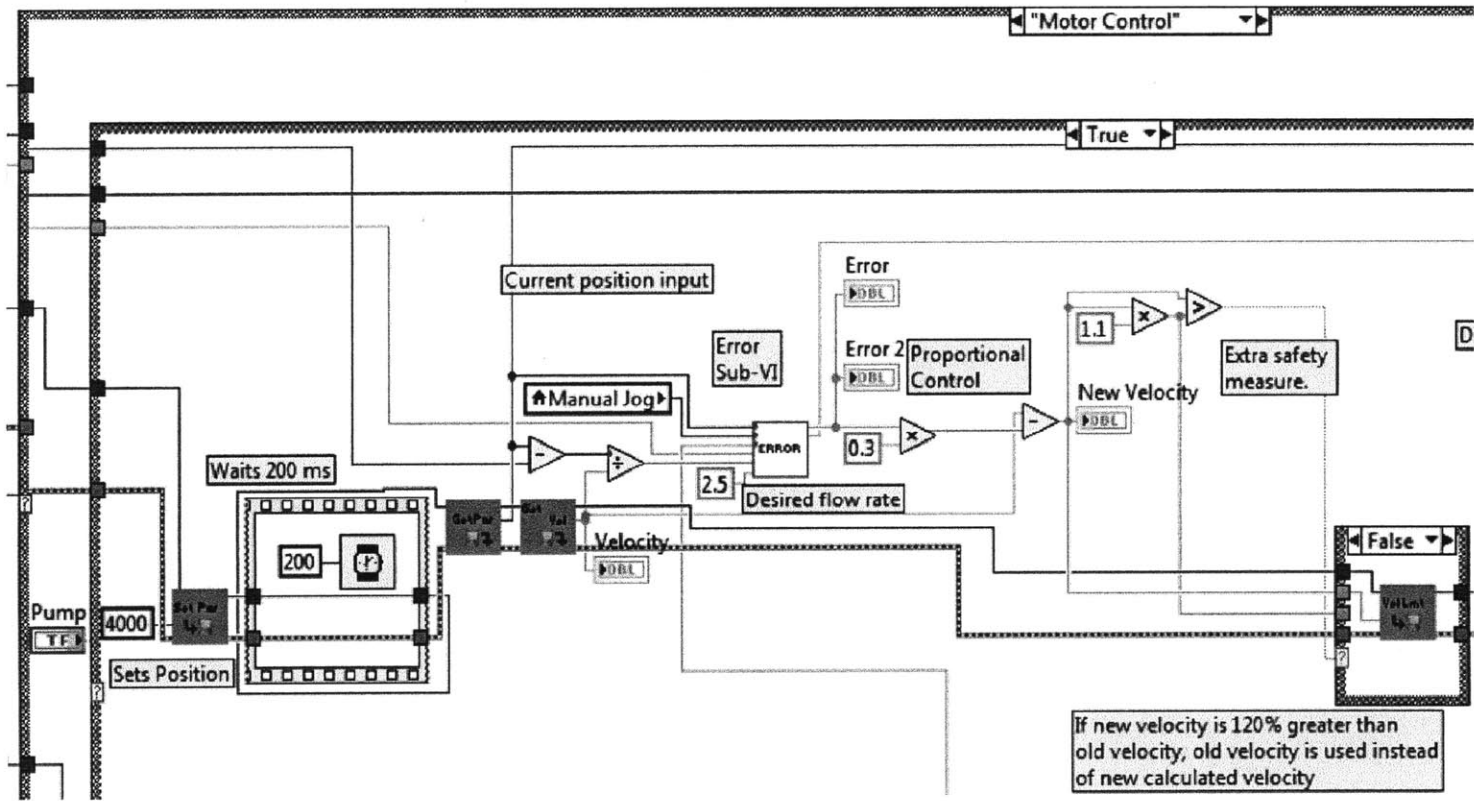 "Motor Control"
True
Current position input
Error
DBL
Error
Sub-VI
Error 2
DBL
Proportional
Control
1.1
x
>
Extra safety
measure.
D
Manual Jog
New Velocity
DBL
ERROR
0.3
x
-
-
÷
2.5
Desired flow rate
Waits 200 ms
200
Velocity
DBL
False
?
Pump
TF
4000
Sets Position
?
?
If new velocity is 120% greater than
old velocity, old velocity is used instead
of new calculated velocity